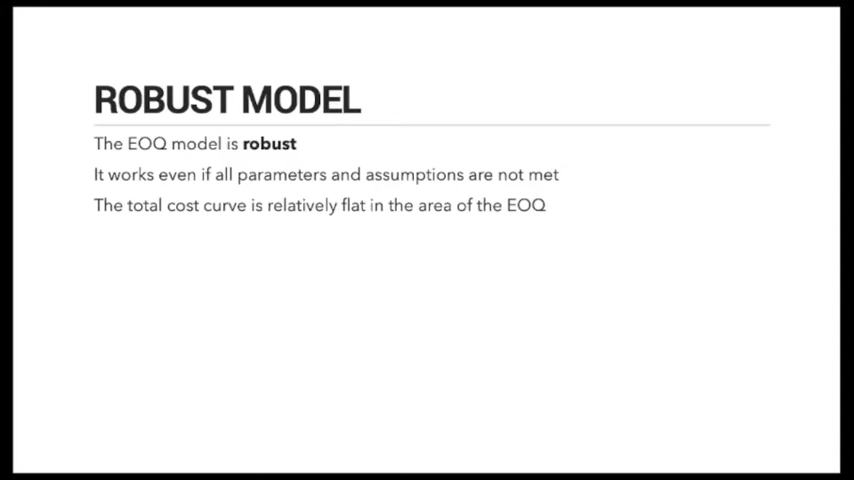 ROBUST MODEL
The EOQ model is robust
It works even if all parameters and assumptions are not met
The total cost curve is relatively flat in the area of the EOQ